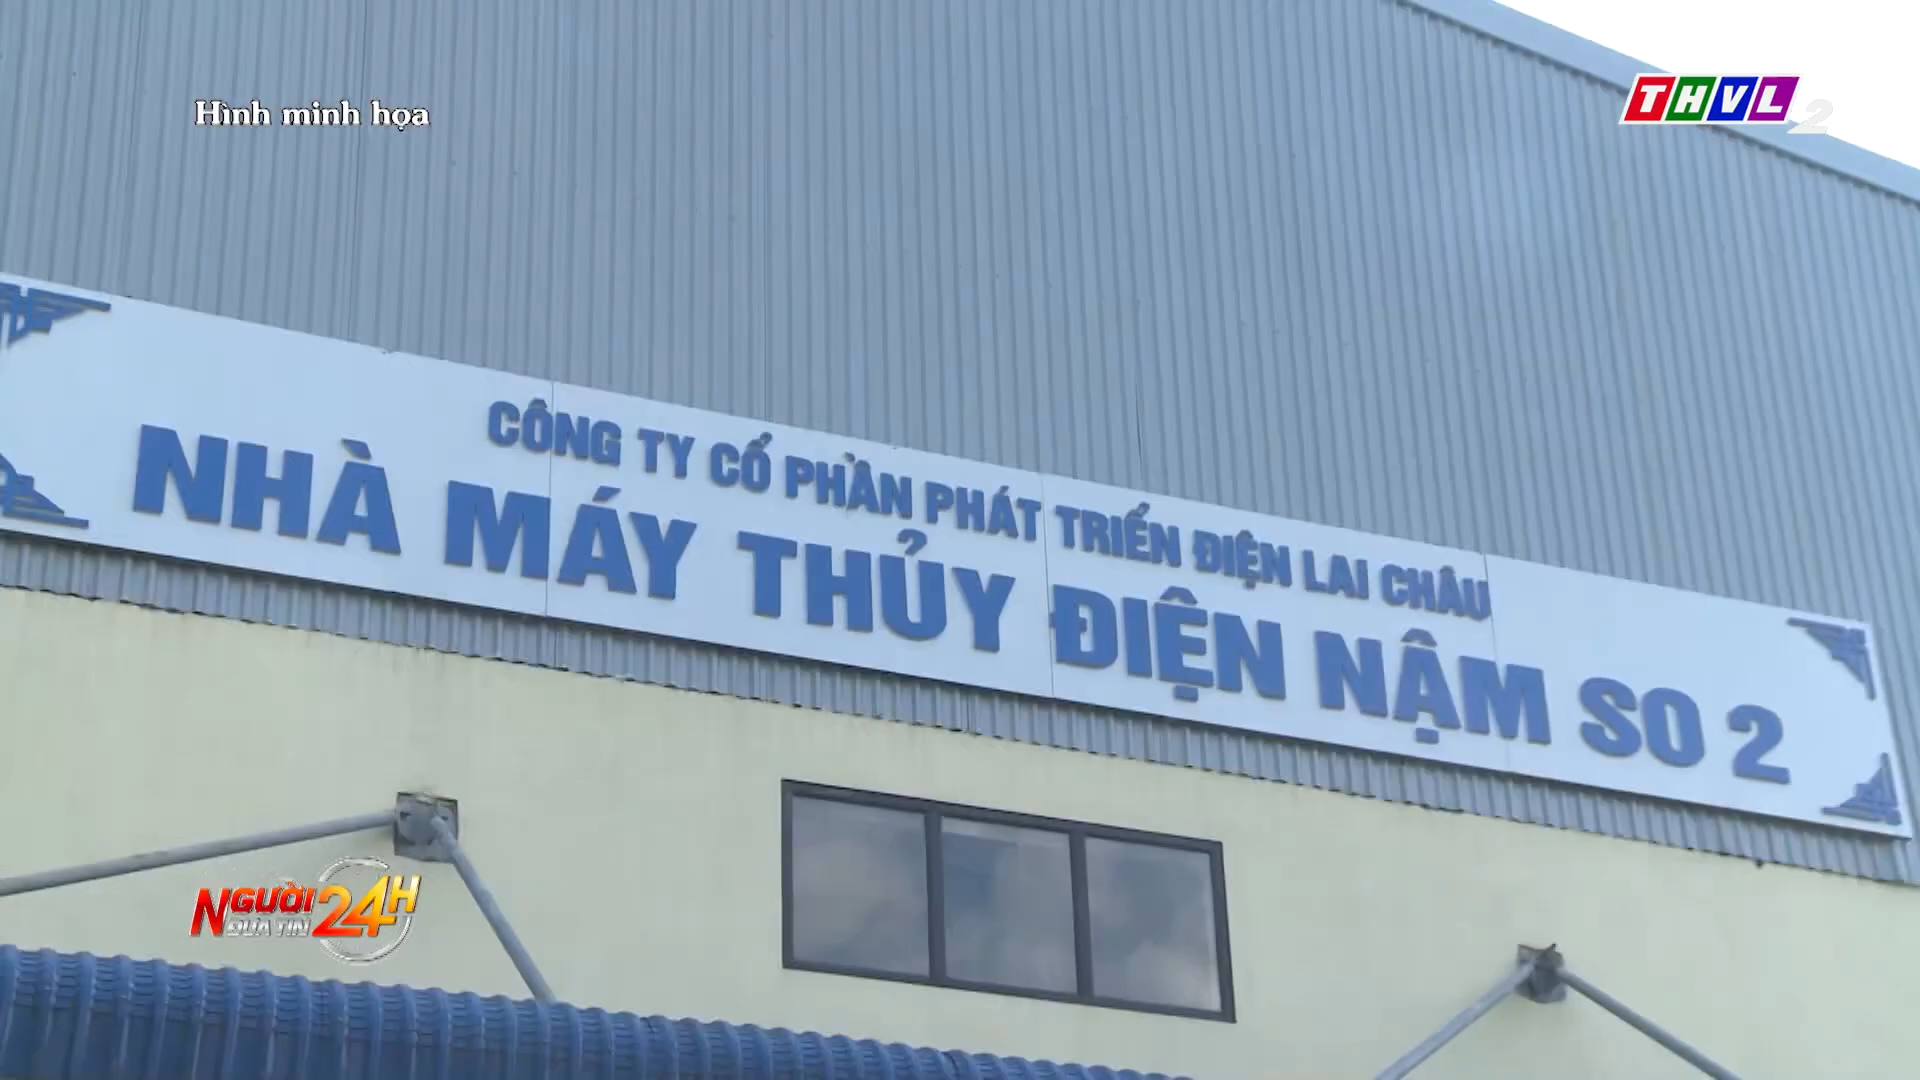 Hình minh họa
THVL2
CÔNG TY CỔ PHẦN PHÁT TRIỂN ĐIỆN LAI CHÂU
NHÀ MÁY THỦY ĐIỆN NẬM SO 2
NGƯỜI
ĐƯA TIN
24H